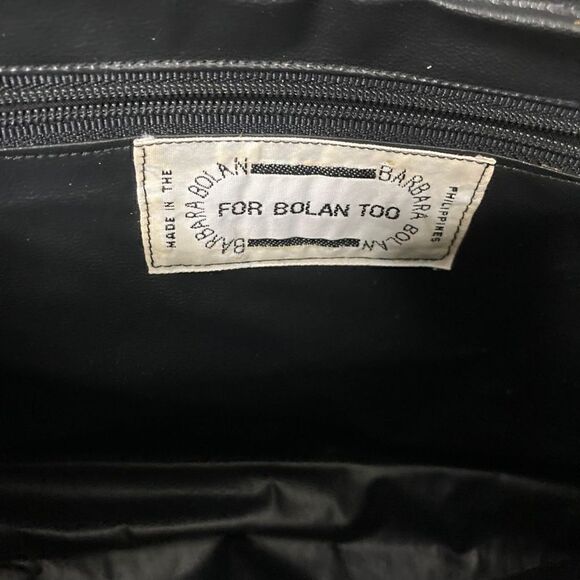 MADE IN THE
BARBARA BOLAN
FOR BOLAN TOO
BARBARA BOLAN
PHILIPPINES